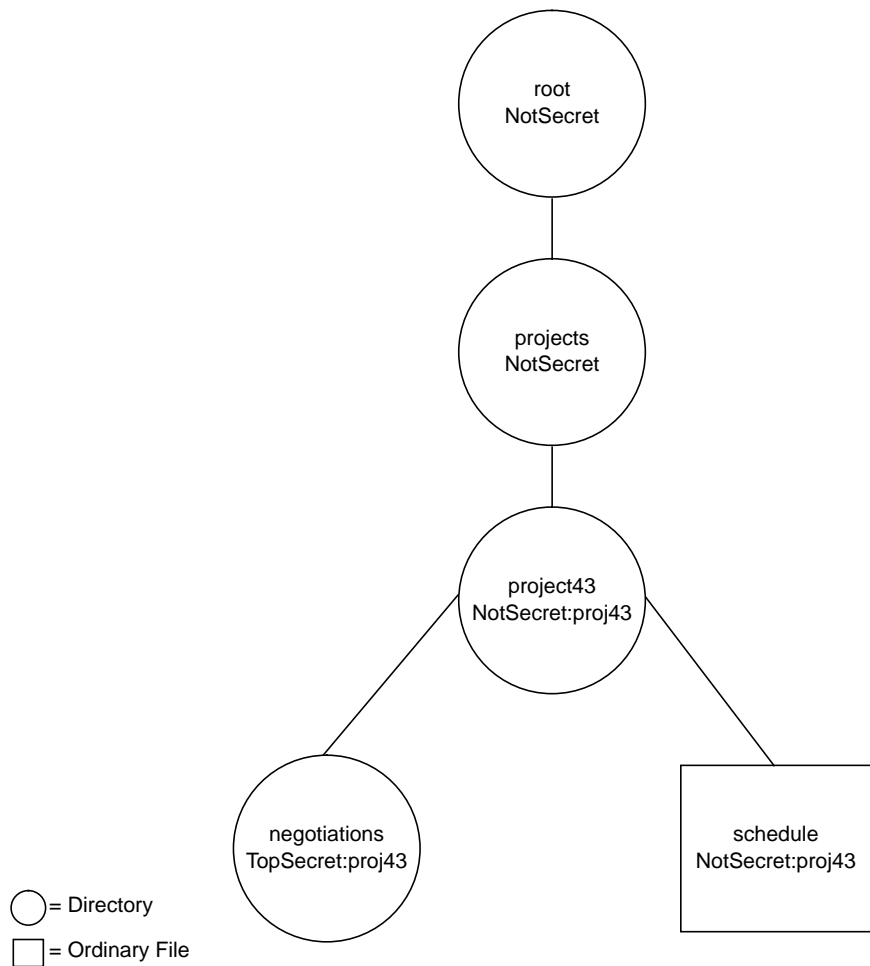 root
NotSecret
projects
NotSecret
project43
NotSecret:proj43
negotiations
TopSecret:proj43
schedule
NotSecret:proj43
= Directory
= Ordinary File